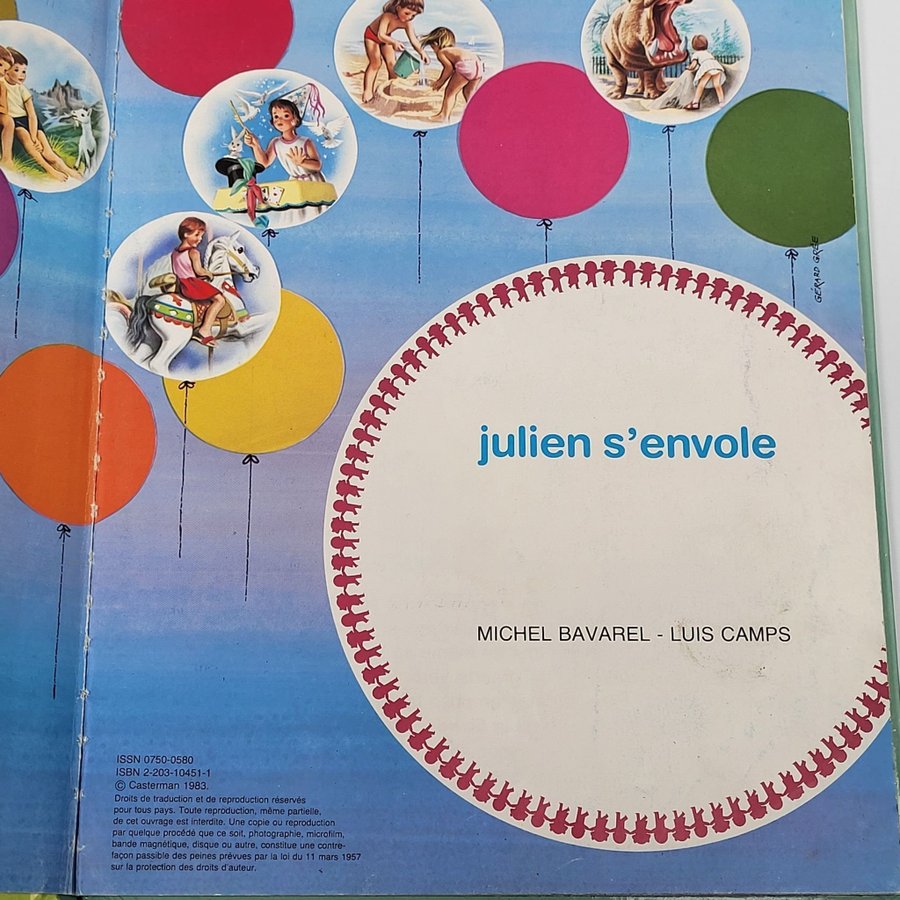 GÉRARD GRÉE
julien s'envole
MICHEL BAVAREL - LUIS CAMPS
ISSN 0750-0580
ISBN 2-203-10451-1
© Casterman 1983.
Droits de traduction et de reproduction réservés
pour tous pays. Toute reproduction, même partielle,
de cet ouvrage est interdite. Une copie ou reproduction
par quelque procédé que ce soit, photographie, microfilm,
bande magnétique, disque ou autre, constitue une contre-
façon passible des peines prévues par la loi du 11 mars 1957
sur la protection des droits d'auteur.